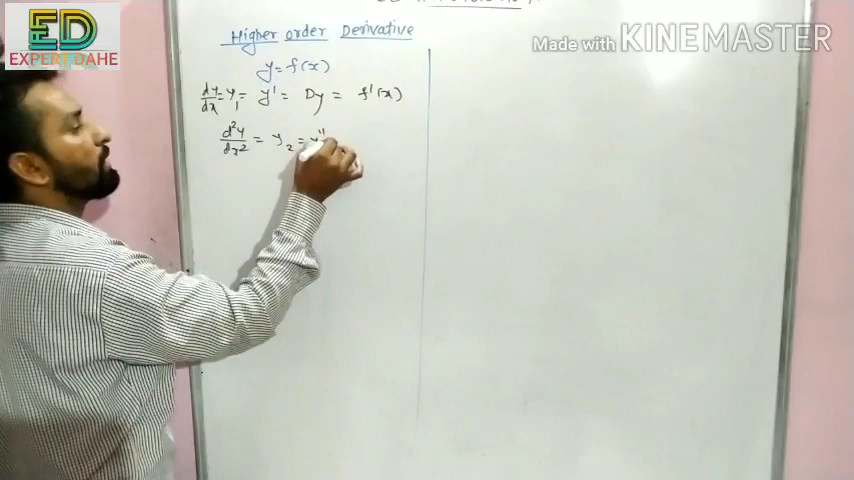 ED
EXPERT DAHE
Made with KINEMASTER
Higher order Derivative
y = f(x)
dy/dx = y₁ = y' = Dy = f'(x)
d²y/dx² = y₂ = y''